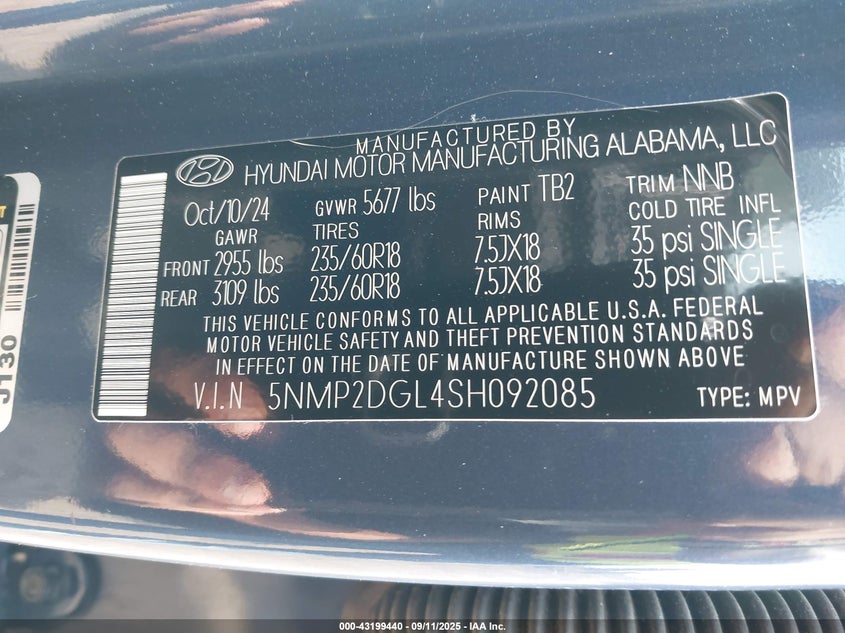 MANUFACTURED BY
HYUNDAI MOTOR MANUFACTURING ALABAMA, LLC
Oct/10/24 GVWR 5677 lbs PAINT TB2 TRIM NNB
GAWR TIRES RIMS COLD TIRE INFL
FRONT 2955 lbs 235/60R18 7.5JX18 35 psi SINGLE
REAR 3109 lbs 235/60R18 7.5JX18 35 psi SINGLE
THIS VEHICLE CONFORMS TO ALL APPLICABLE U.S.A. FEDERAL
MOTOR VEHICLE SAFETY AND THEFT PREVENTION STANDARDS
IN EFFECT ON THE DATE OF MANUFACTURE SHOWN ABOVE
V.I.N 5NMP2DGL4SH092085 TYPE: MPV
J130
000-43199440 - 09/11/2025 - IAA Inc.